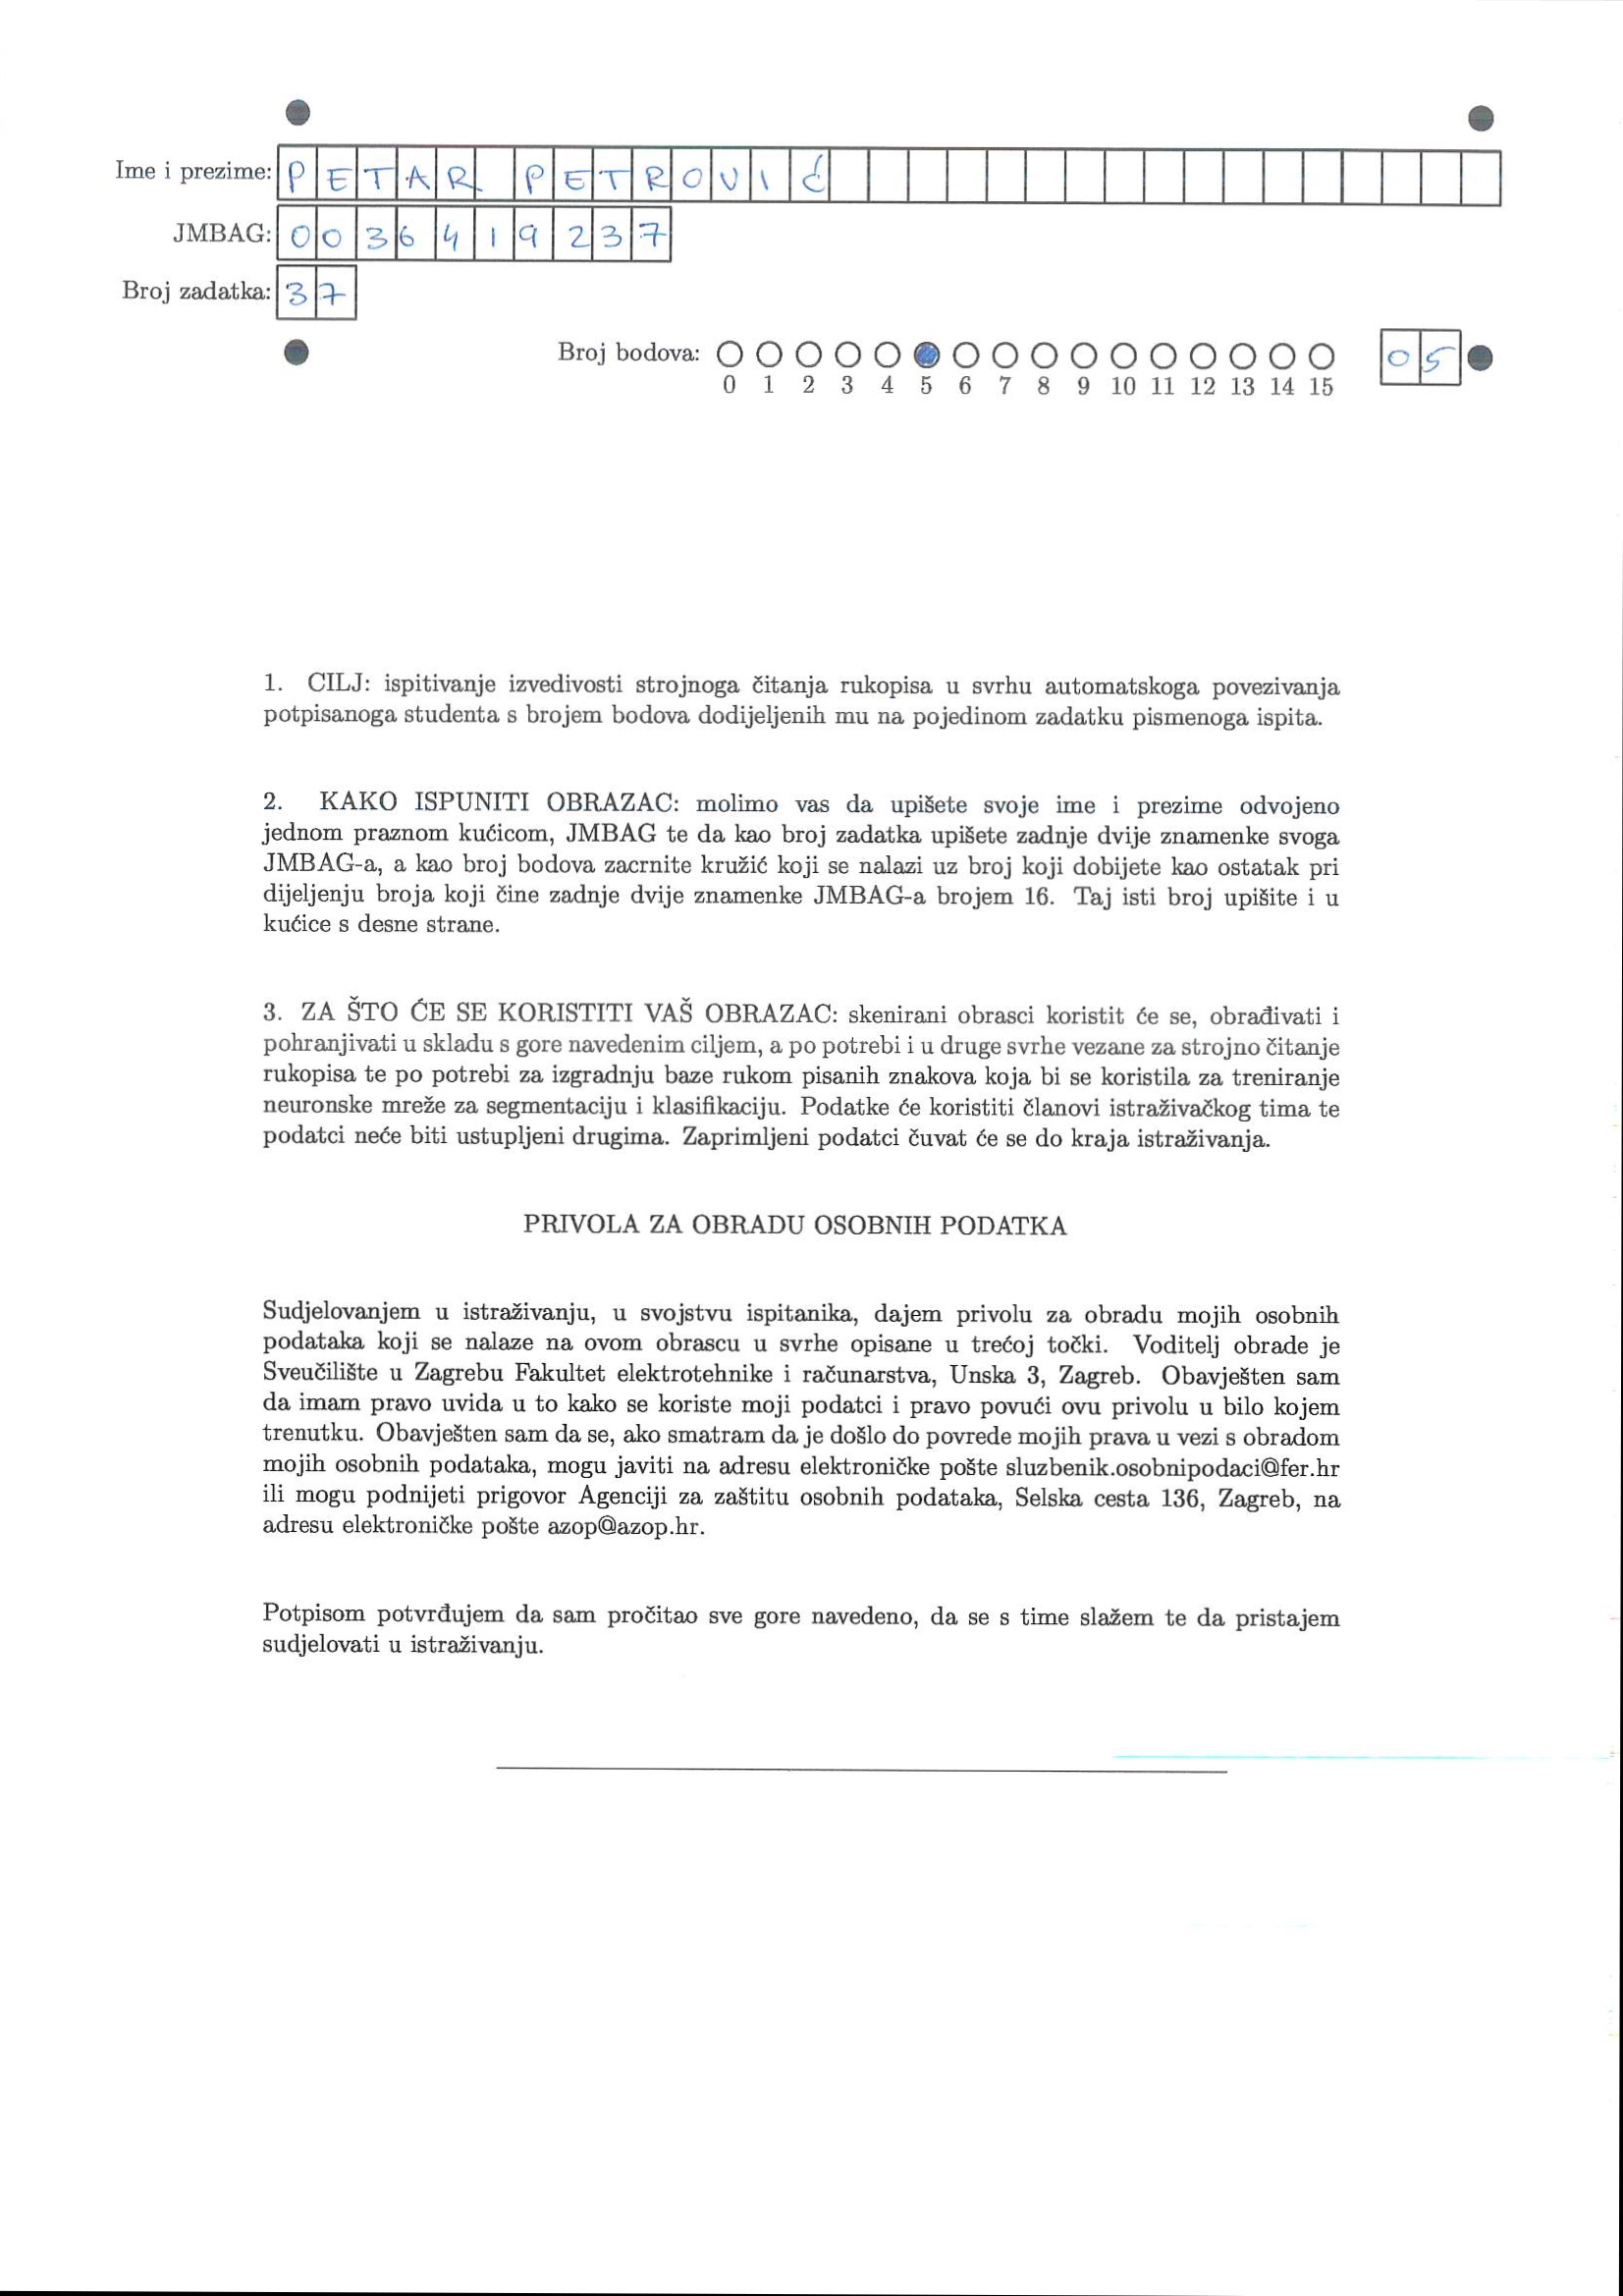 Ime i prezime: PETAR PETROVIĆ
JMBAG: 0036419237
Broj zadatka: 37
Broj bodova: 05
0 1 2 3 4 5 6 7 8 9 10 11 12 13 14 15
1. CILJ: ispitivanje izvedivosti strojnoga čitanja rukopisa u svrhu automatskoga povezivanja
potpisanoga studenta s brojem bodova dodijeljenih mu na pojedinom zadatku pismenoga ispita.
2. KAKO ISPUNITI OBRAZAC: molimo vas da upišete svoje ime i prezime odvojeno
jednom praznom kućicom, JMBAG te da kao broj zadatka upišete zadnje dvije znamenke svoga
JMBAG-a, a kao broj bodova zacrnite kružić koji se nalazi uz broj koji dobijete kao ostatak pri
dijeljenju broja koji čine zadnje dvije znamenke JMBAG-a brojem 16. Taj isti broj upišite i u
kućice s desne strane.
3. ZA ŠTO ĆE SE KORISTITI VAŠ OBRAZAC: skenirani obrasci koristit će se, obrađivati i
pohranjivati u skladu s gore navedenim ciljem, a po potrebi i u druge svrhe vezane za strojno čitanje
rukopisa te po potrebi za izgradnju baze rukom pisanih znakova koja bi se koristila za treniranje
neuronske mreže za segmentaciju i klasifikaciju. Podatke će koristiti članovi istraživačkog tima te
podatci neće biti ustupljeni drugima. Zaprimljeni podatci čuvat će se do kraja istraživanja.
PRIVOLA ZA OBRADU OSOBNIH PODATKA
Sudjelovanjem u istraživanju, u svojstvu ispitanika, dajem privolu za obradu mojih osobnih
podataka koji se nalaze na ovom obrascu u svrhe opisane u trećoj točki. Voditelj obrade je
Sveučilište u Zagrebu Fakultet elektrotehnike i računarstva, Unska 3, Zagreb. Obavješten sam
da imam pravo uvida u to kako se koriste moji podatci i pravo povući ovu privolu u bilo kojem
trenutku. Obavješten sam da se, ako smatram da je došlo do povrede mojih prava u vezi s obradom
mojih osobnih podataka, mogu javiti na adresu elektroničke pošte sluzbenik.osobnipodaci@fer.hr
ili mogu podnijeti prigovor Agenciji za zaštitu osobnih podataka, Selska cesta 136, Zagreb, na
adresu elektroničke pošte azop@azop.hr.
Potpisom potvrđujem da sam pročitao sve gore navedeno, da se s time slažem te da pristajem
sudjelovati u istraživanju.